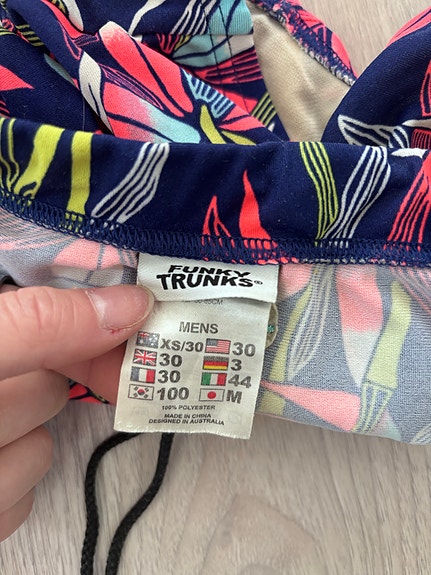 FUNKY
TRUNKS®
MENS
XS/30 30
30 3
30 44
100 M
100% POLYESTER
MADE IN CHINA
DESIGNED IN AUSTRALIA